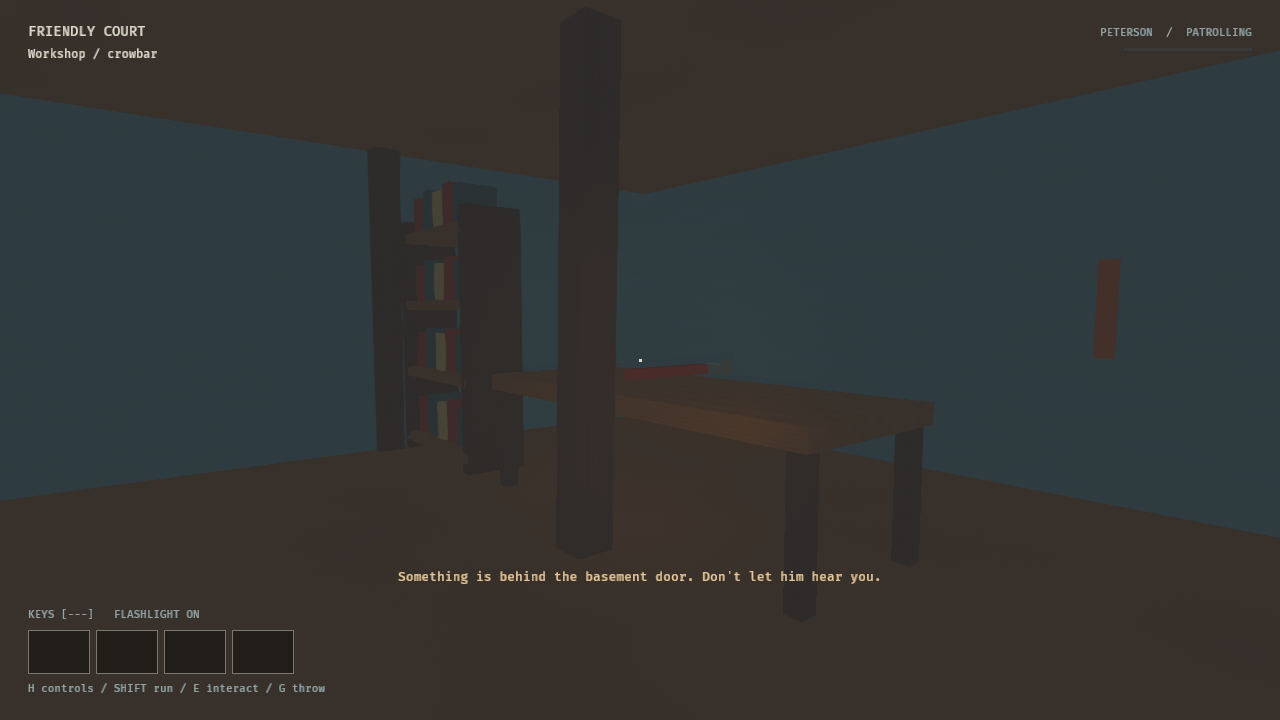 FRIENDLY COURT
Workshop / crowbar
PETERSON / PATROLLING
Something is behind the basement door. Don't let him hear you.
KEYS [---] FLASHLIGHT ON
H controls / SHIFT run / E interact / G throw